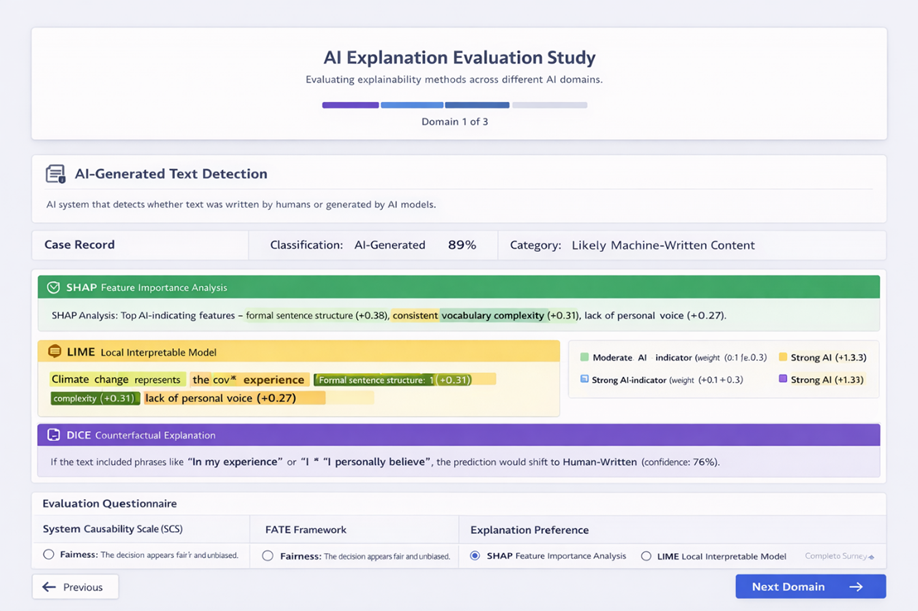 AI Explanation Evaluation Study
Evaluating explainability methods across different AI domains.
Domain 1 of 3
AI-Generated Text Detection
AI system that detects whether text was written by humans or generated by AI models.
Case Record
Classification: AI-Generated 89%
Category: Likely Machine-Written Content
SHAP Feature Importance Analysis
SHAP Analysis: Top AI-indicating features – formal sentence structure (+0.38), consistent vocabulary complexity (+0.31), lack of personal voice (+0.27).
LIME Local Interpretable Model
Climate change represents the cov* experience Formal sentence structure: 1 (+0.31)
complexity (+0.31) lack of personal voice (+0.27)
Moderate AI indicator (weight (0.1 ƒe.0.3) Strong AI (+1.3.3)
Strong AI-indicator (weight (+0.1 + 0.3) Strong AI (+1.33)
DICE Counterfactual Explanation
If the text included phrases like “In my experience” or “I “ “I personally believe”, the prediction would shift to Human-Written (confidence: 76%).
Evaluation Questionnaire
System Causability Scale (SCS)
Faimess: The decision appears fair'r and unbiased.
FATE Framework
Fairness: The decision appears fair and unbiased.
Explanation Preference
SHAP Feature Importance Analysis LIME Local Interpretable Model Completo Surney
Previous
Next Domain